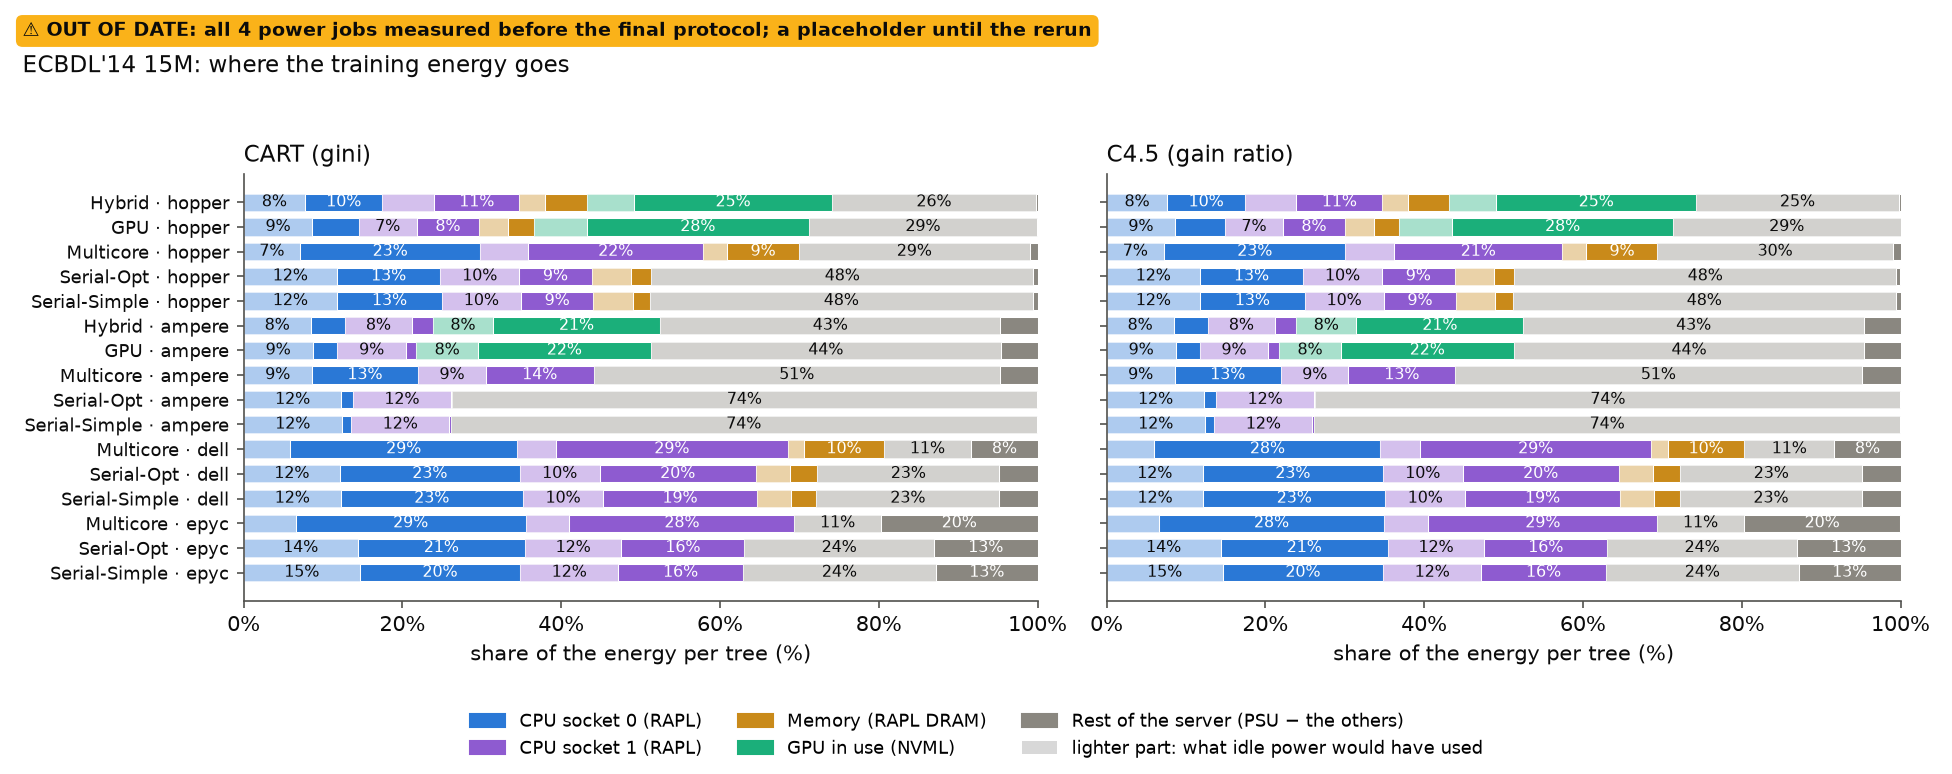 ⚠ OUT OF DATE: all 4 power jobs measured before the final protocol; a placeholder until the rerun
ECBDL'14 15M: where the training energy goes
CART (gini)
C4.5 (gain ratio)
Hybrid · hopper 8% 10% 11% 25% 26% 8% 10% 11% 25% 25%
GPU · hopper 9% 7% 8% 28% 29% 9% 7% 8% 28% 29%
Multicore · hopper 7% 23% 22% 9% 29% 7% 23% 21% 9% 30%
Serial-Opt · hopper 12% 13% 10% 9% 48% 12% 13% 10% 9% 48%
Serial-Simple · hopper 12% 13% 10% 9% 48% 12% 13% 10% 9% 48%
Hybrid · ampere 8% 8% 8% 21% 43% 8% 8% 8% 21% 43%
GPU · ampere 9% 9% 8% 22% 44% 9% 9% 8% 22% 44%
Multicore · ampere 9% 13% 9% 14% 51% 9% 13% 9% 13% 51%
Serial-Opt · ampere 12% 12% 74% 12% 12% 74%
Serial-Simple · ampere 12% 12% 74% 12% 12% 74%
Multicore · dell 29% 29% 10% 11% 8% 28% 29% 10% 11% 8%
Serial-Opt · dell 12% 23% 10% 20% 23% 12% 23% 10% 20% 23%
Serial-Simple · dell 12% 23% 10% 19% 23% 12% 23% 10% 19% 23%
Multicore · epyc 29% 28% 11% 20% 28% 29% 11% 20%
Serial-Opt · epyc 14% 21% 12% 16% 24% 13% 14% 21% 12% 16% 24% 13%
Serial-Simple · epyc 15% 20% 12% 16% 24% 13% 15% 20% 12% 16% 24% 13%
0% 20% 40% 60% 80% 100% 0% 20% 40% 60% 80% 100%
share of the energy per tree (%)
share of the energy per tree (%)
CPU socket 0 (RAPL)
CPU socket 1 (RAPL)
Memory (RAPL DRAM)
GPU in use (NVML)
Rest of the server (PSU − the others)
lighter part: what idle power would have used